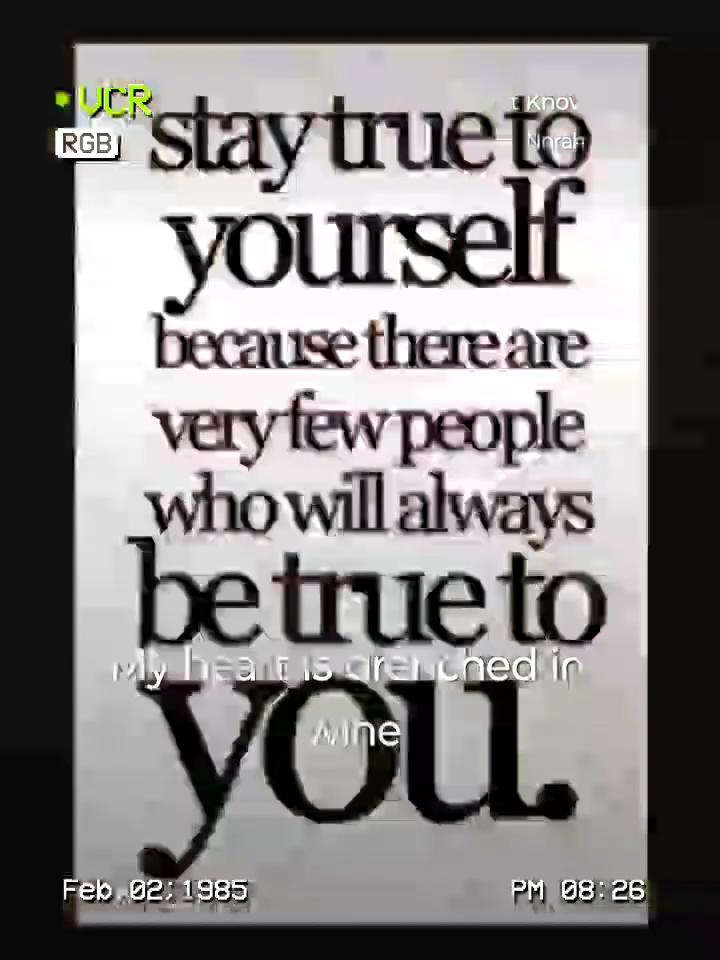 VCR
RGB
stay true to
yourself
because there are
very few people
who will always
be true to
My heart is drenched in
wine
you.
Feb.02,1985
PM 08:26